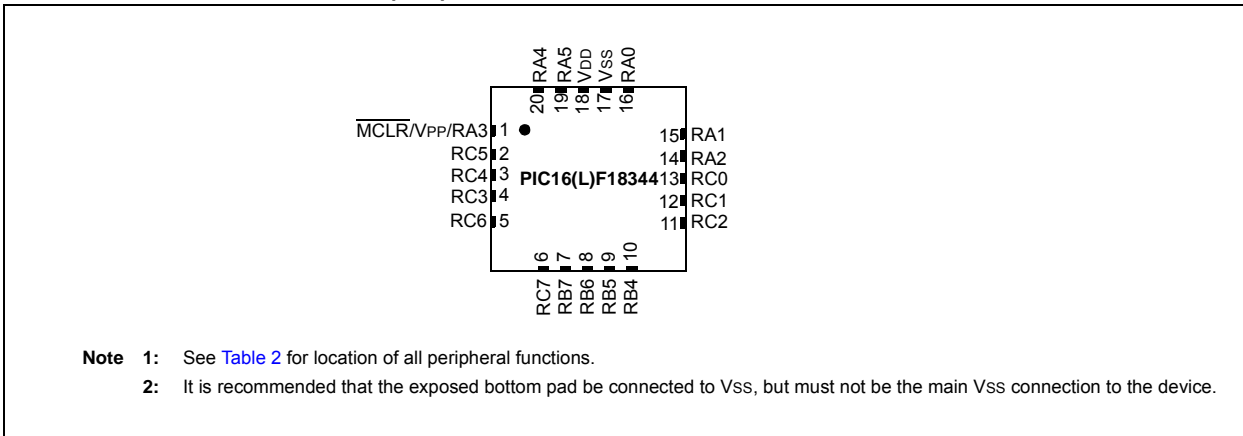 20 RA4
19 RA5
18 VDD
17 VSS
16 RA0
MCLR/VPP/RA3 1
RC5 2
RC4 3
RC3 4
RC6 5
PIC16(L)F18344
15 RA1
14 RA2
13 RC0
12 RC1
11 RC2
6 RC7
7 RB7
8 RB6
9 RB5
10 RB4
Note 1: See Table 2 for location of all peripheral functions.
2: It is recommended that the exposed bottom pad be connected to VSS, but must not be the main VSS connection to the device.